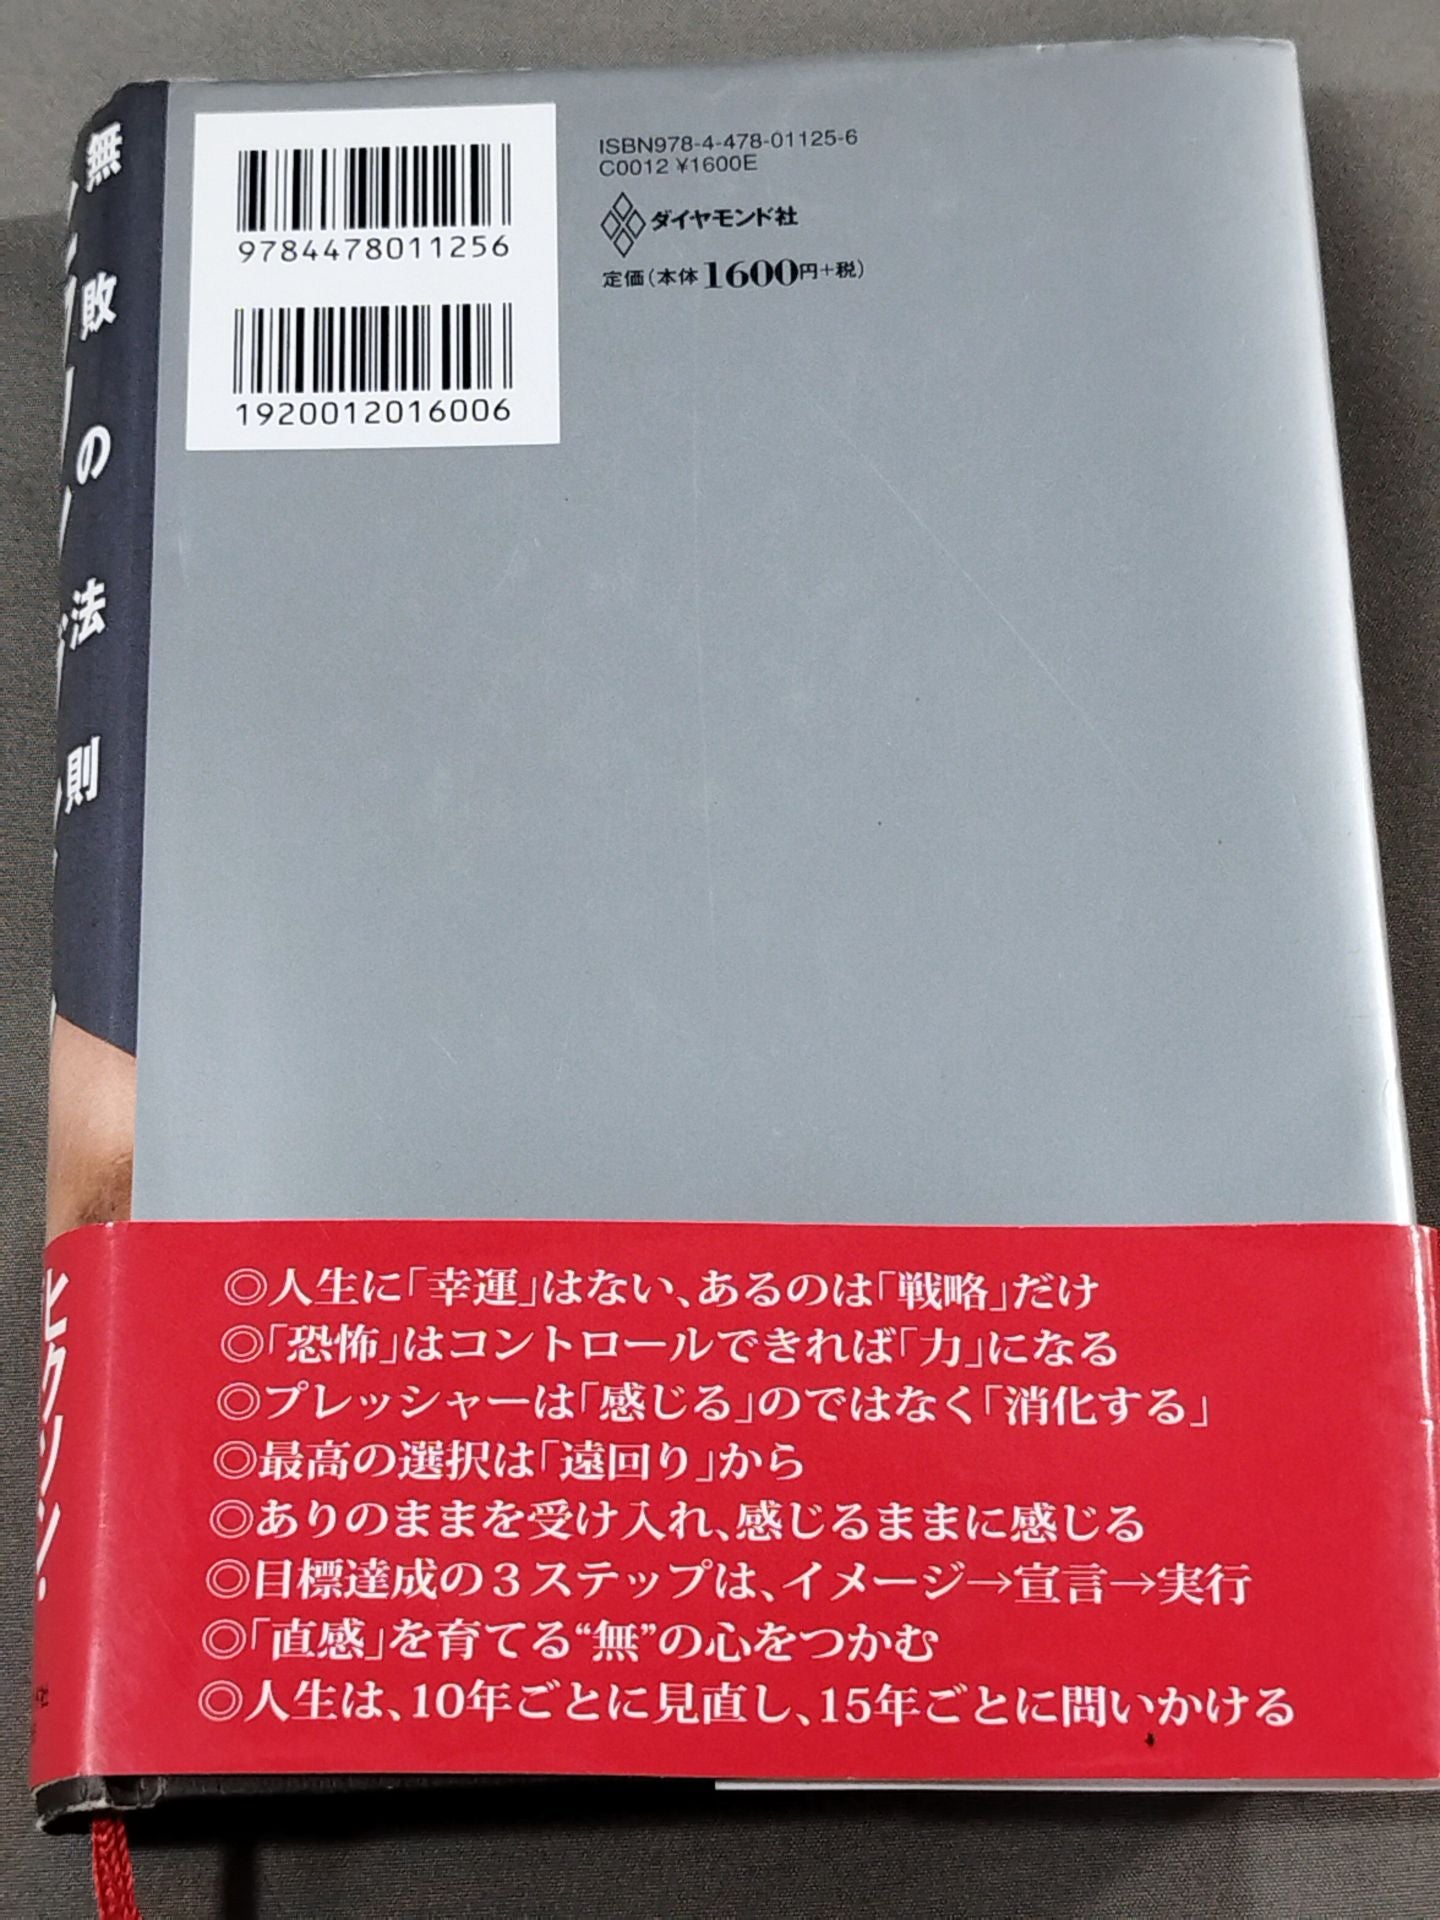 無敗の法則
9784478011256
1920012016006
ISBN978-4-478-01125-6
C0012 ¥1600E
ダイヤモンド社
定価(本体1600円+税)
ヒクソン・
◎人生に「幸運」はない、あるのは「戦略」だけ
◎「恐怖」はコントロールできれば「力」になる
◎プレッシャーは「感じる」のではなく「消化する」
◎最高の選択は「遠回り」から
◎ありのままを受け入れ、感じるままに感じる
◎目標達成の3ステップは、イメージ→宣言→実行
◎「直感」を育てる“無”の心をつかむ
◎人生は、10年ごとに見直し、15年ごとに問いかける